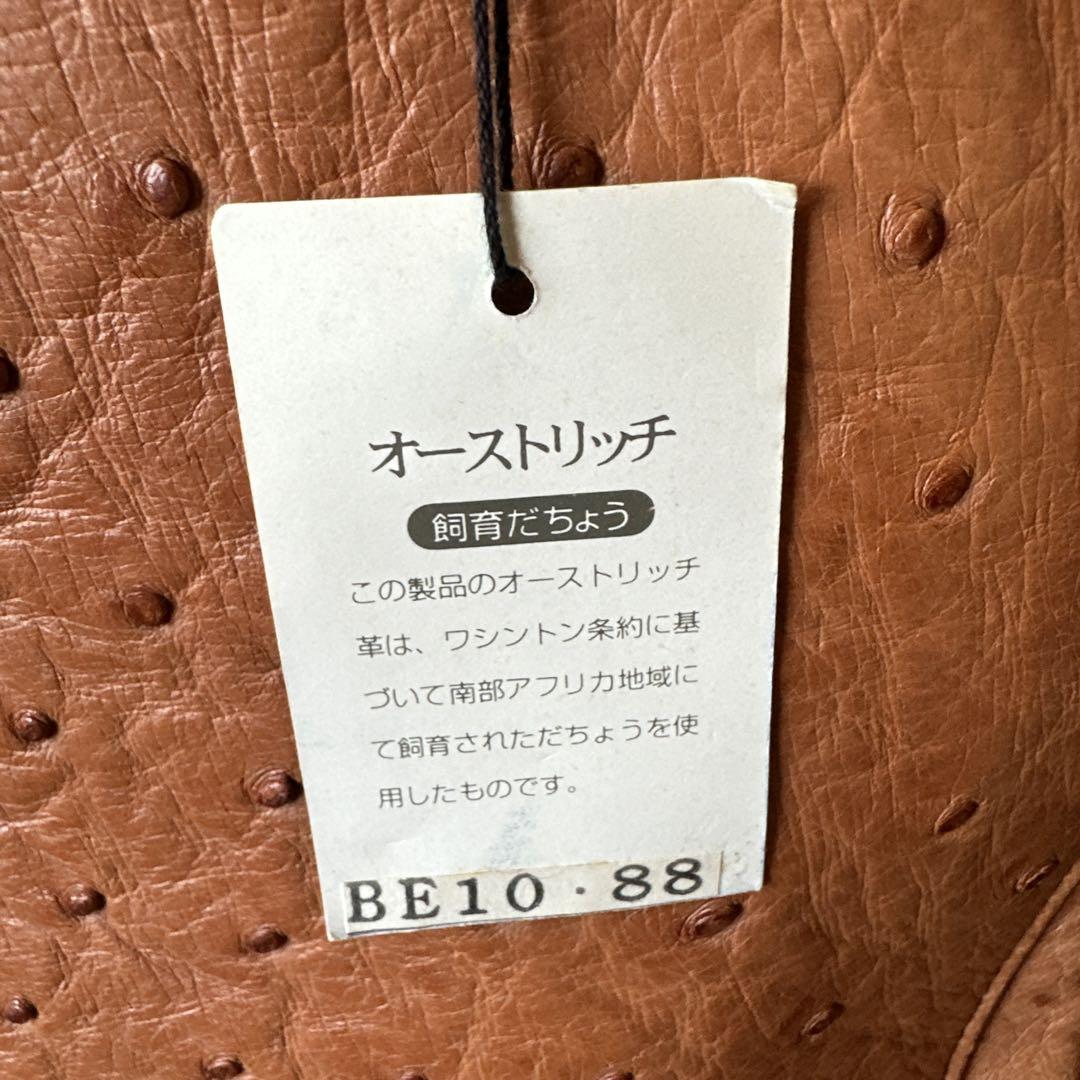 オーストリッチ
飼育だちょう
この製品のオーストリッチ
革は、ワシントン条約に基
づいて南部アフリカ地域に
て飼育されただちょうを使
用したものです。
BE10・88